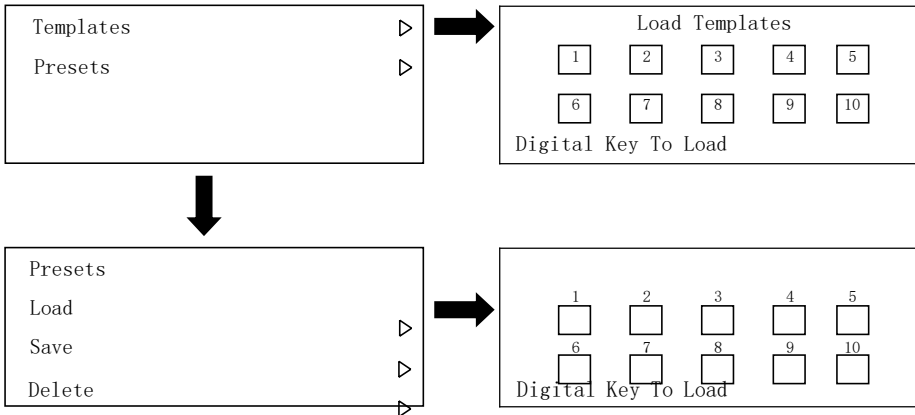 Templates
Presets
Load Templates
1 2 3 4 5
6 7 8 9 10
Digital Key To Load
Presets
Load
Save
Delete
1 2 3 4 5
6 7 8 9 10
Digital Key To Load